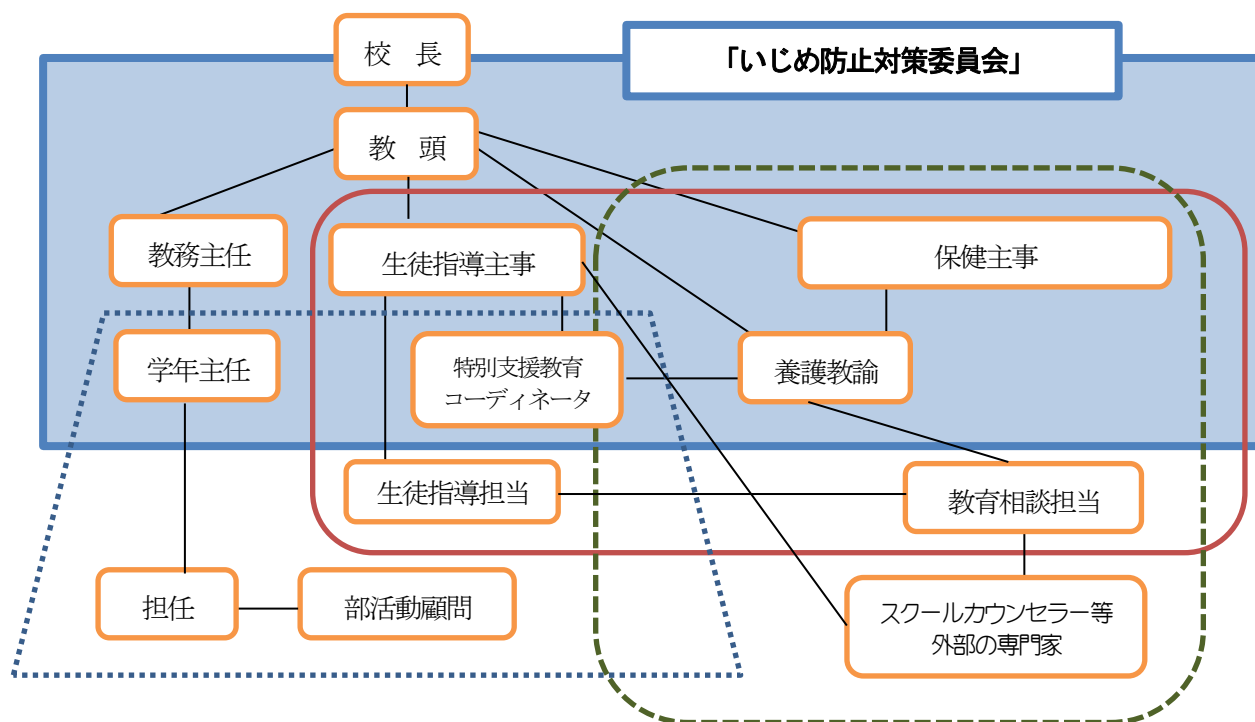 校　長
「いじめ防止対策委員会」
教　頭
教務主任
生徒指導主事
保健主事
学年主任
特別支援教育
コーディネータ
養護教諭
生徒指導担当
教育相談担当
担任
部活動顧問
スクールカウンセラー等
外部の専門家